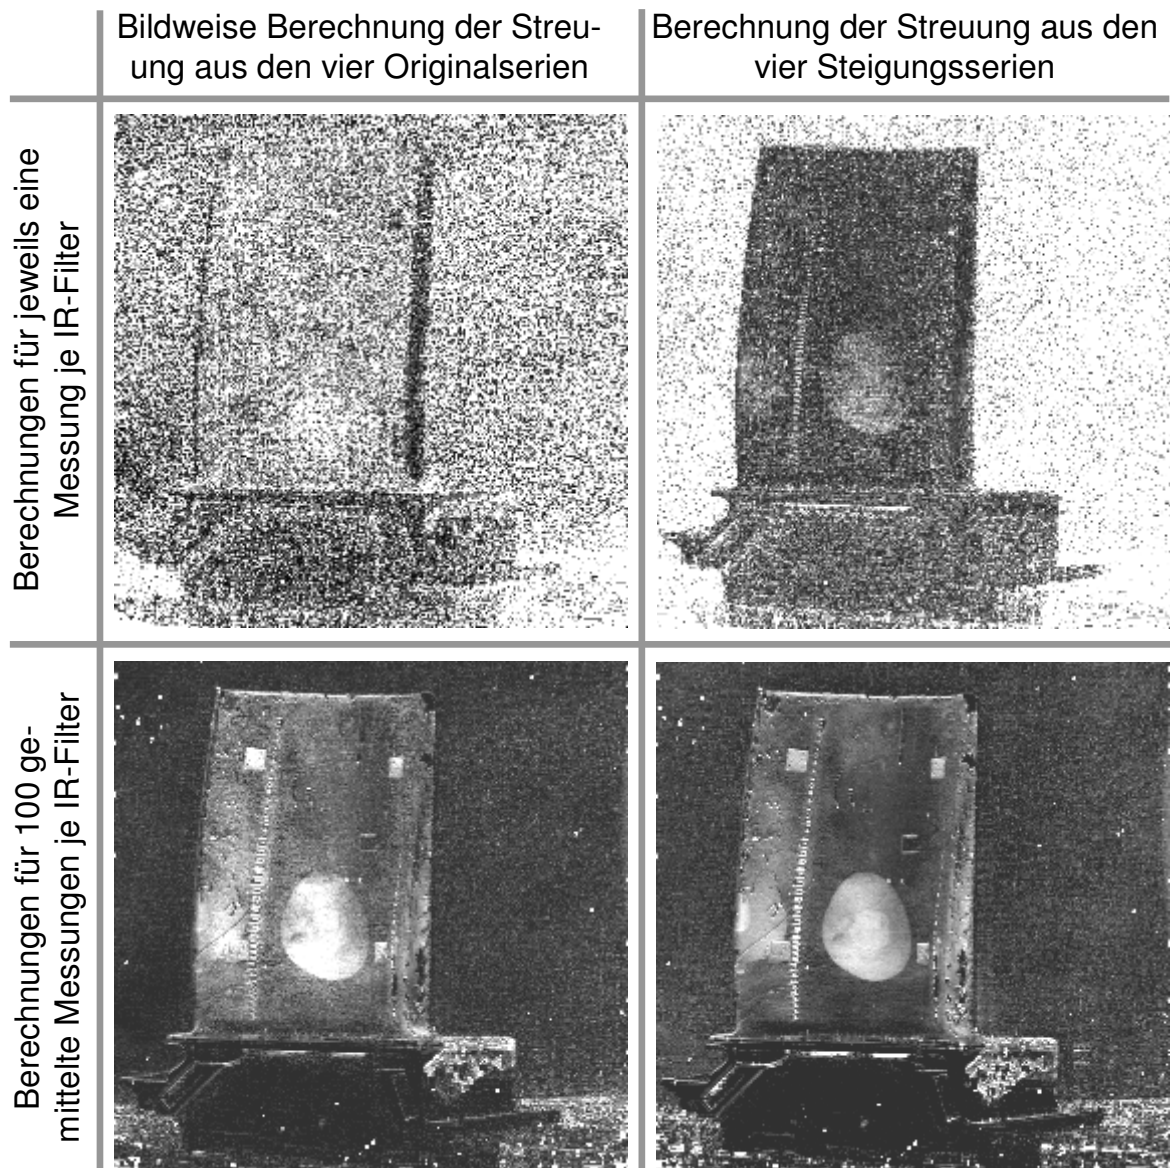 Bildweise Berechnung der Streu-
ung aus den vier Originalserien
Berechnung der Streuung aus den
vier Steigungsserien
Berechnungen für jeweils eine
Messung je IR-Filter
Berechnungen für 100 ge-
mittelte Messungen je IR-Filter